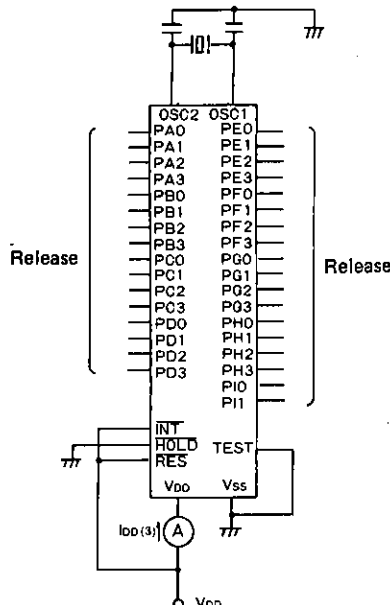 OSC2 OSC1
PA0 PE0
PA1 PE1
PA2 PE2
PA3 PE3
PB0 PF0
PB1 PF1
PB2 PF2
PB3 PF3
Release PC0 PG0 Release
PC1 PG1
PC2 PG2
PC3 PG3
PD0 PH0
PD1 PH1
PD2 PH2
PD3 PH3
PI0
PI1
INT
HOLD TEST
RES
VDD VSS
IDD(3) A
VDD